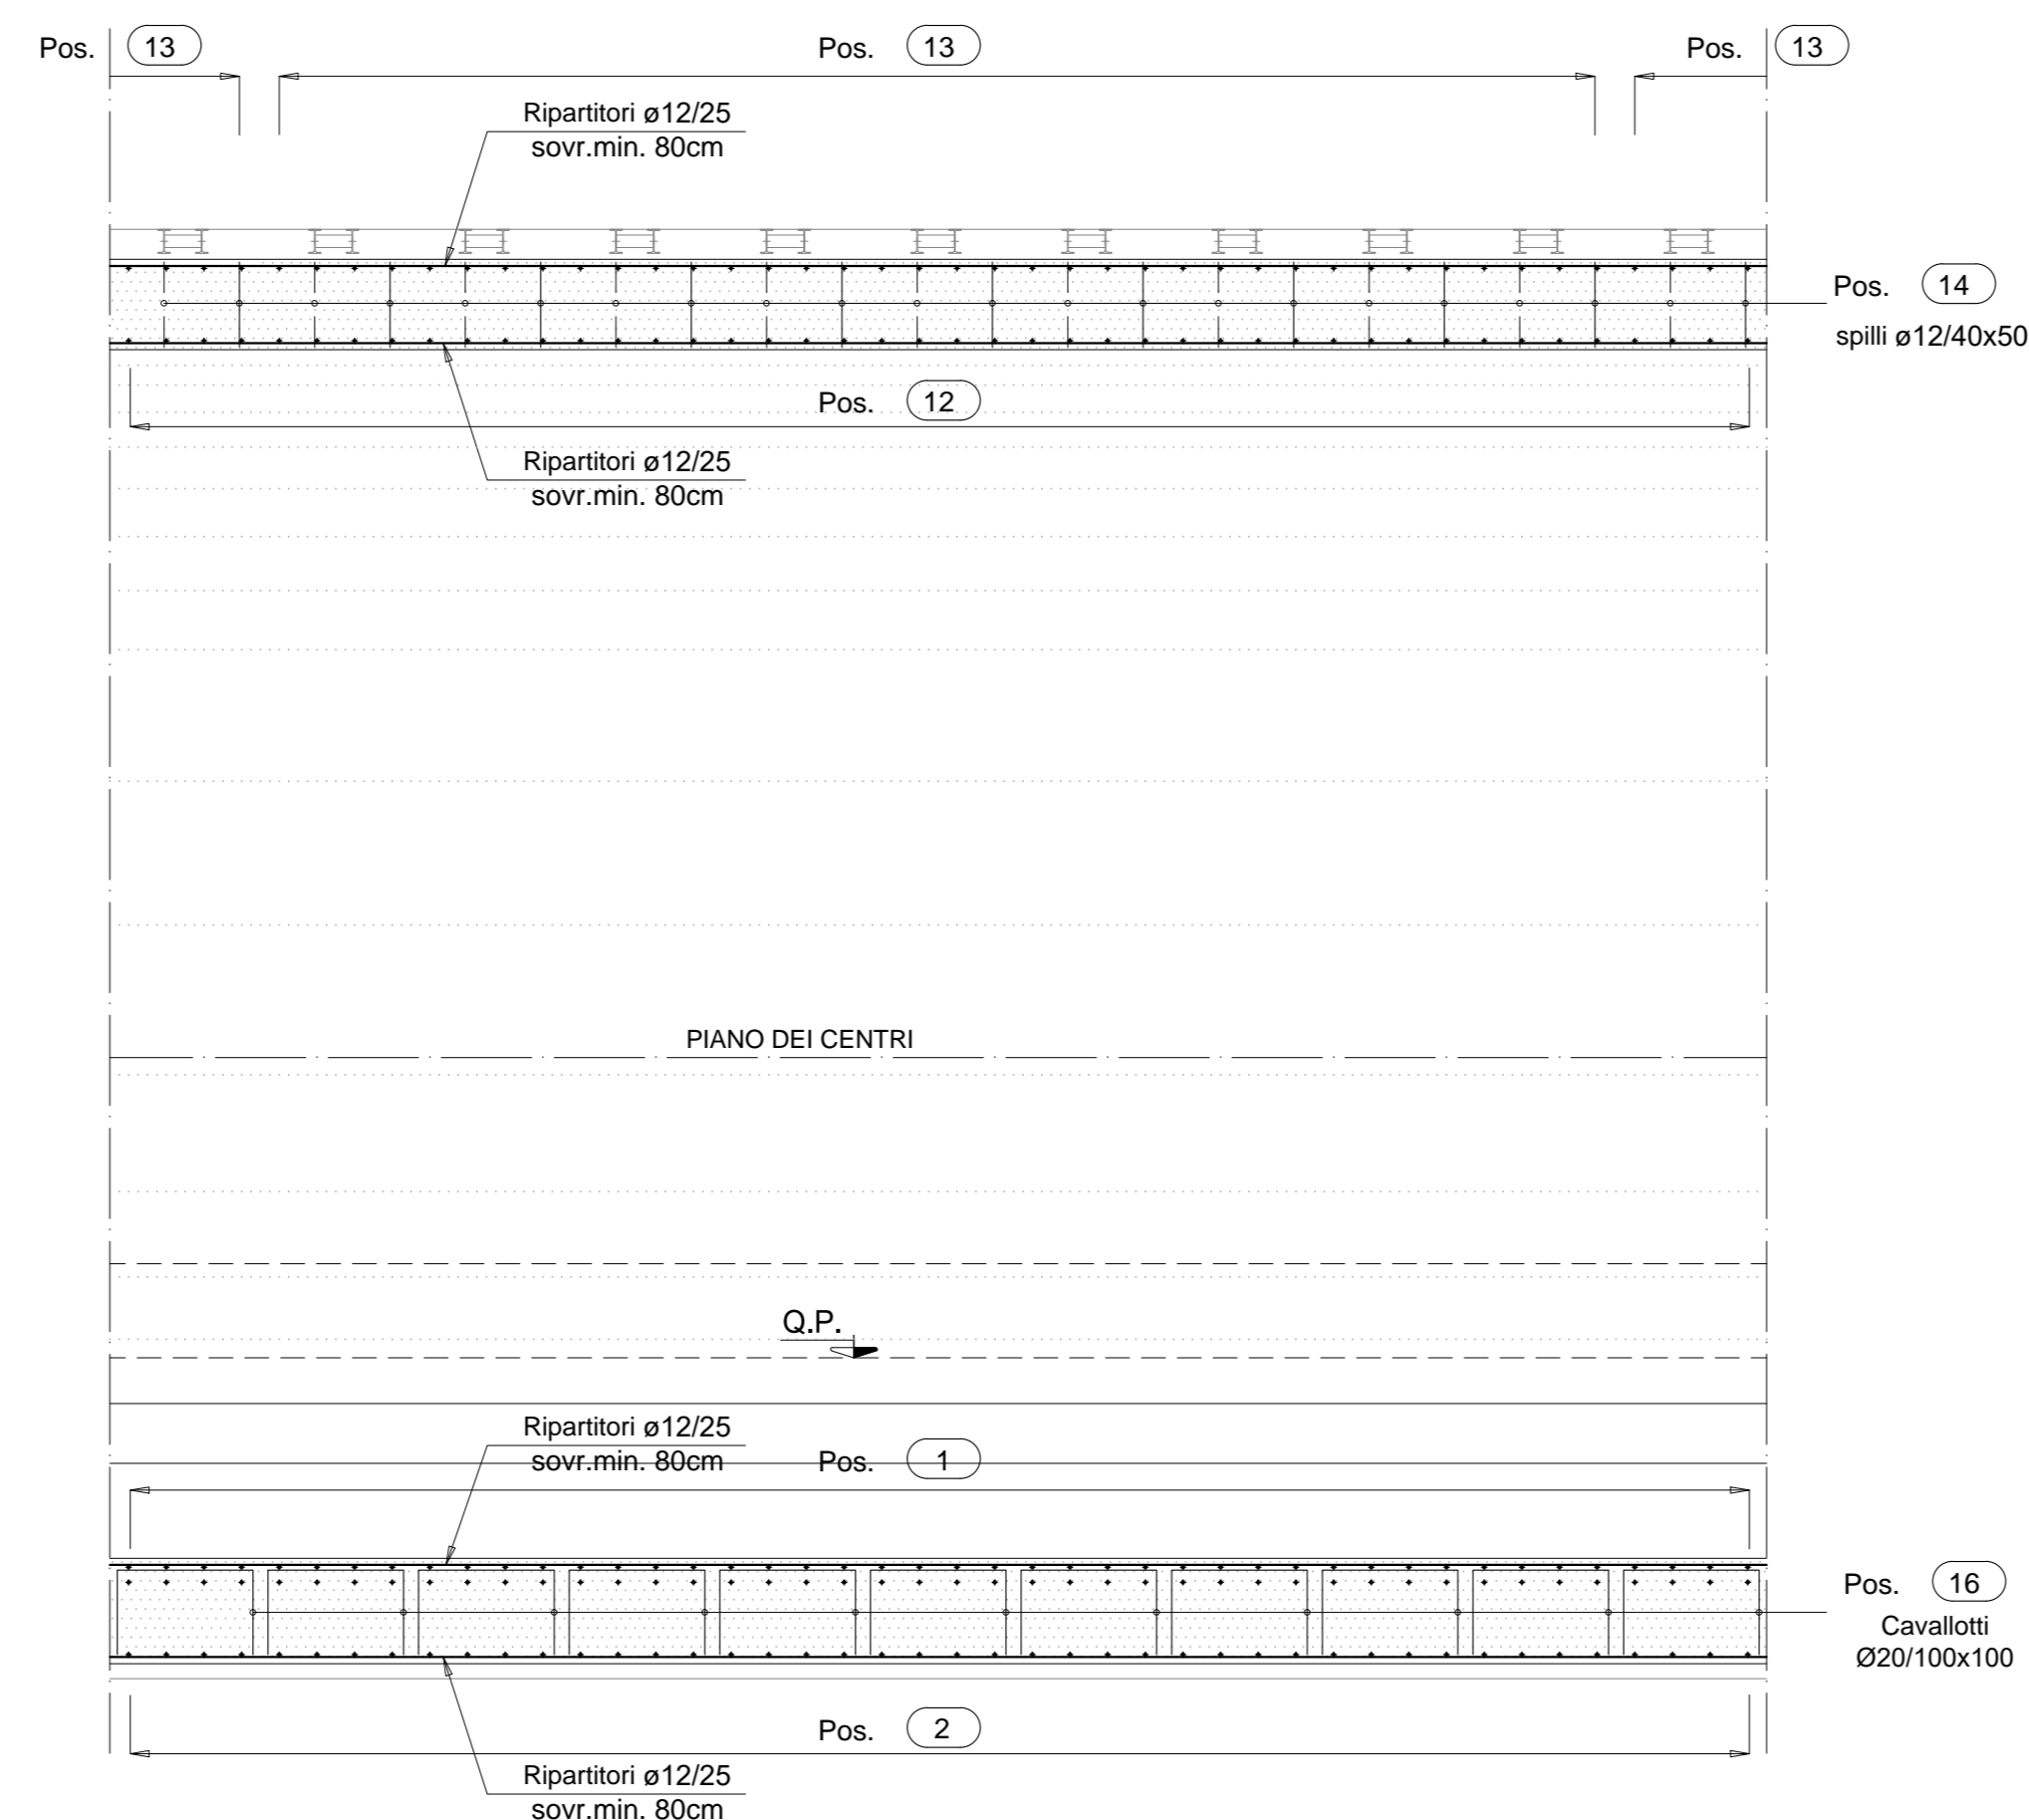 Pos. 13 Pos. 13 Pos. 13
Ripartitori ø12/25
sovr.min. 80cm
Pos. 14
spilli ø12/40x50
Pos. 12
Ripartitori ø12/25
sovr.min. 80cm
PIANO DEI CENTRI
Q.P.
Ripartitori ø12/25
sovr.min. 80cm
Pos. 1
Pos. 16
Cavallotti
Ø20/100x100
Pos. 2
Ripartitori ø12/25
sovr.min. 80cm